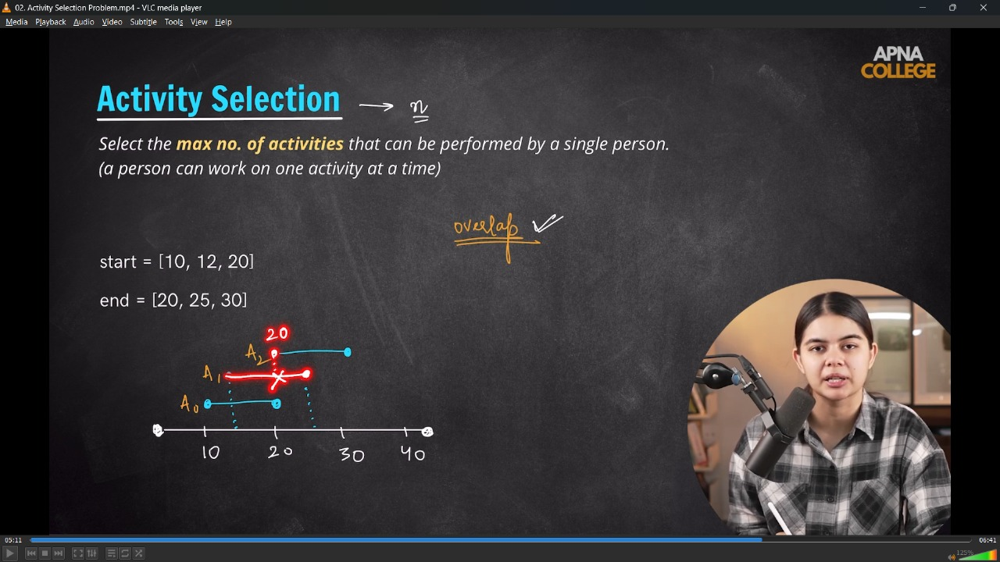 02. Activity Selection Problem.mp4 - VLC media player
Media Playback Audio Video Subtitle Tools View Help
APNA
COLLEGE
Activity Selection → n
Select the max no. of activities that can be performed by a single person.
(a person can work on one activity at a time)
overlap ✓
start = [10, 12, 20]
end = [20, 25, 30]
20
A2
A1
A0
10 20 30 40
05:11 06:41
125%